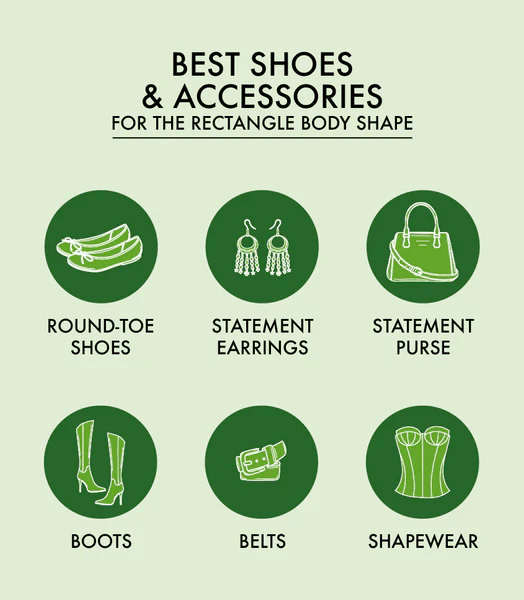 BEST SHOES
& ACCESSORIES
FOR THE RECTANGLE BODY SHAPE
ROUND-TOE
SHOES
STATEMENT
EARRINGS
STATEMENT
PURSE
BOOTS
BELTS
SHAPEWEAR